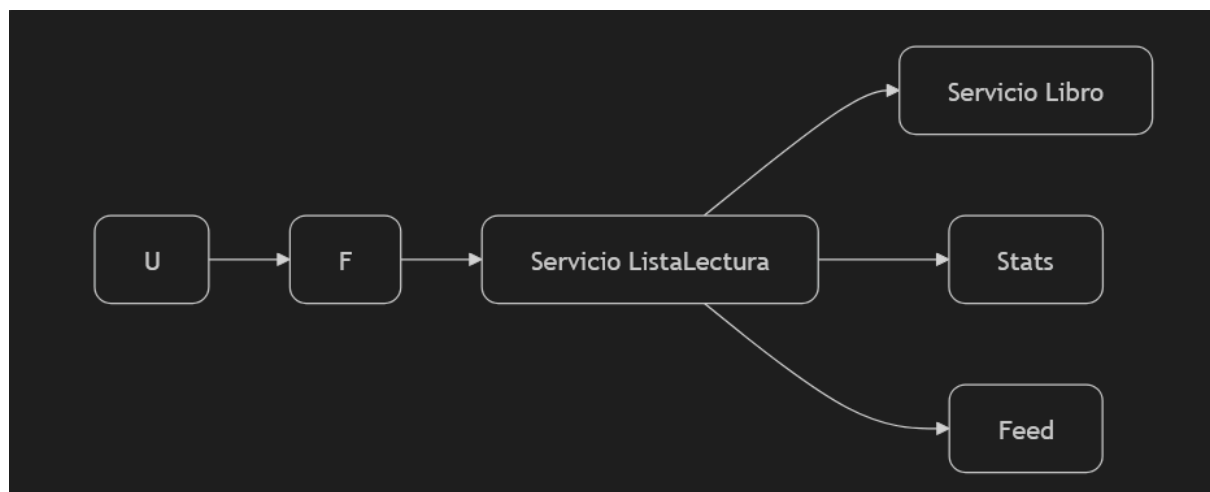 U
F
Servicio ListaLectura
Servicio Libro
Stats
Feed